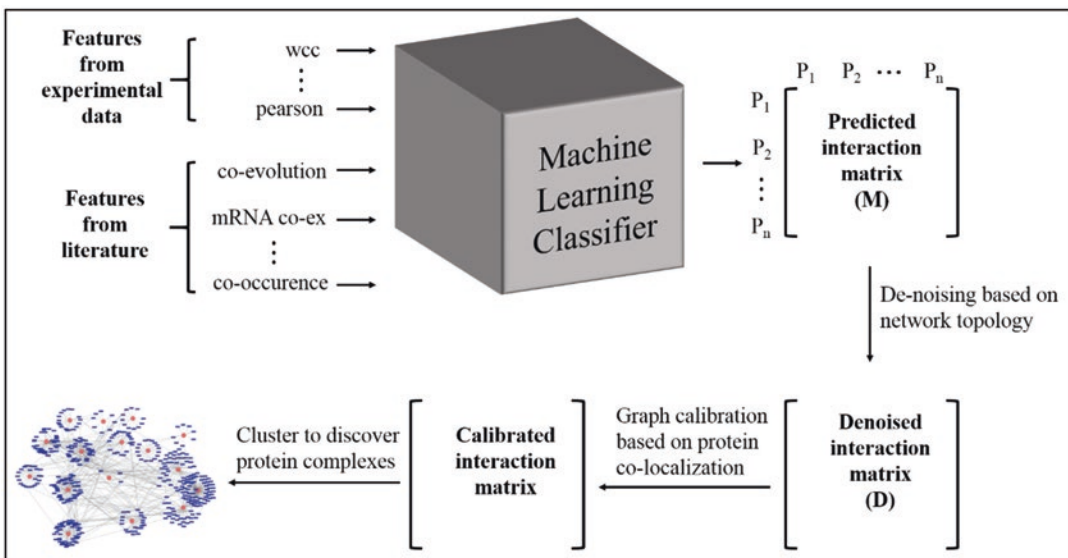 Features
from
experimental
data
wcc
pearson
Features
from
literature
co-evolution
mRNA co-ex
co-occurence
Machine
Learning
Classifier
P1 P2 ··· Pn
P1
P2
Pn
Predicted
interaction
matrix
(M)
De-noising based on
network topology
Denoised
interaction
matrix
(D)
Graph calibration
based on protein
co-localization
Calibrated
interaction
matrix
Cluster to discover
protein complexes